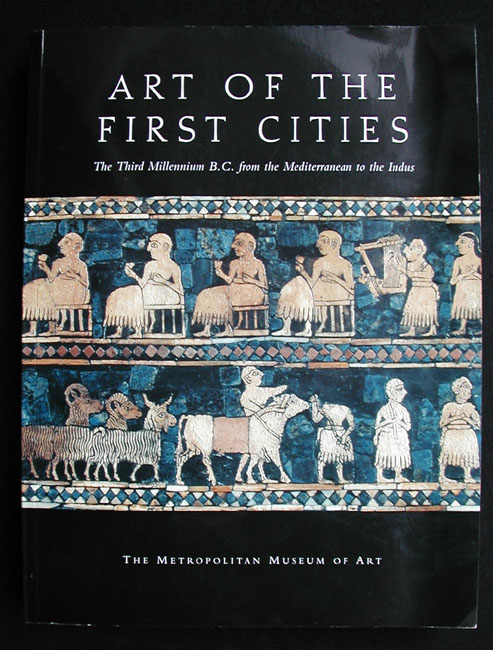 ART OF THE
FIRST CITIES
The Third Millennium B.C. from the Mediterranean to the Indus
THE METROPOLITAN MUSEUM OF ART